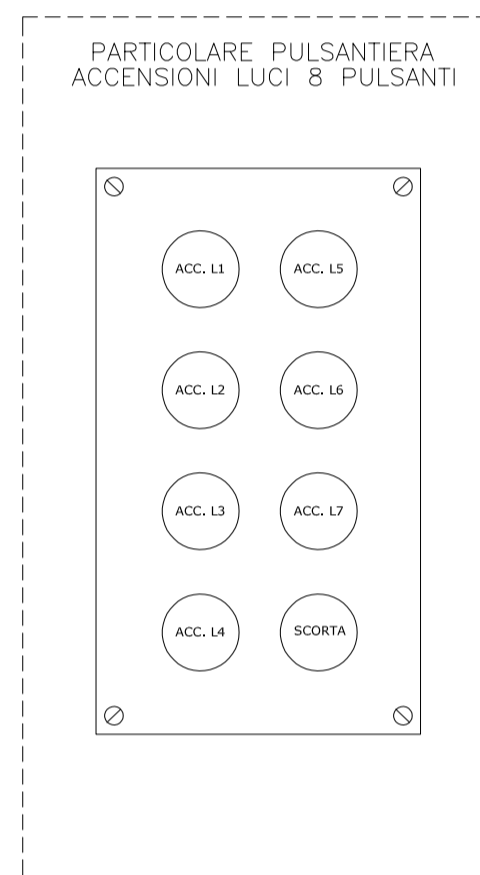 PARTICOLARE PULSANTIERA
ACCENSIONI LUCI 8 PULSANTI
ACC. L1
ACC. L5
ACC. L2
ACC. L6
ACC. L3
ACC. L7
ACC. L4
SCORTA